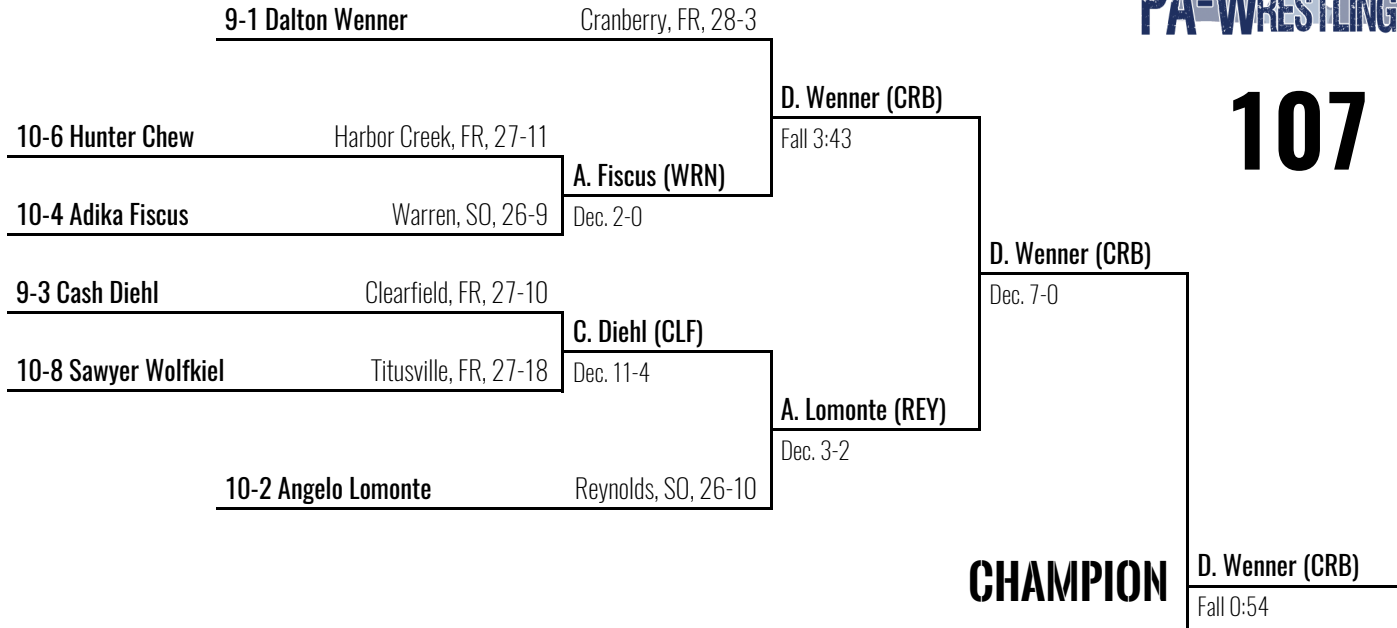 9-1 Dalton Wenner Cranberry, FR, 28-3
PA-WRESTLING
D. Wenner (CRB)
107
10-6 Hunter Chew Harbor Creek, FR, 27-11
Fall 3:43
A. Fiscus (WRN)
10-4 Adika Fiscus Warren, SO, 26-9
Dec. 2-0
D. Wenner (CRB)
9-3 Cash Diehl Clearfield, FR, 27-10
Dec. 7-0
C. Diehl (CLF)
10-8 Sawyer Wolfkiel Titusville, FR, 27-18
Dec. 11-4
A. Lomonte (REY)
Dec. 3-2
10-2 Angelo Lomonte Reynolds, SO, 26-10
CHAMPION
D. Wenner (CRB)
Fall 0:54